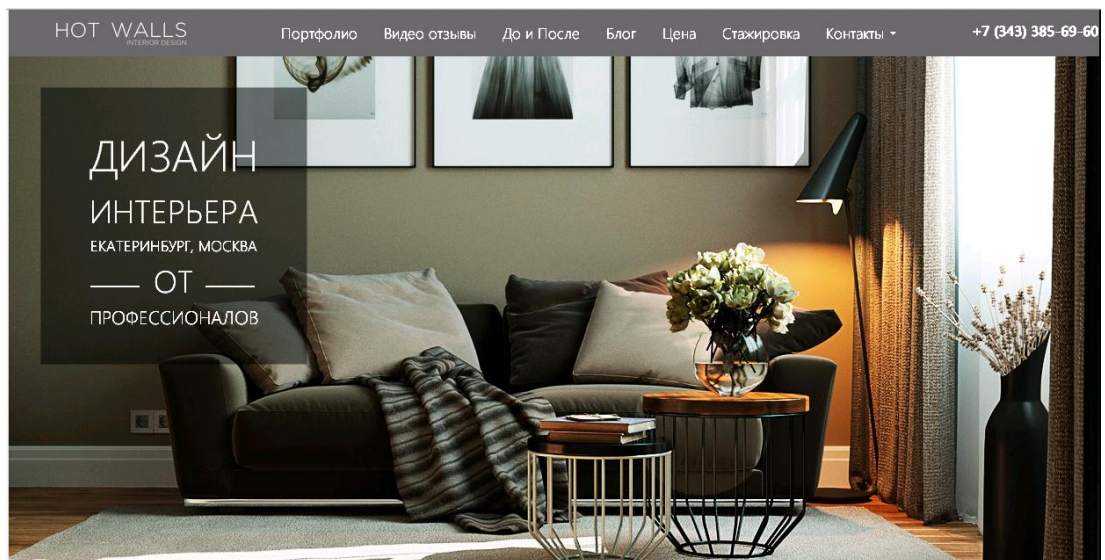 HOT WALLS
INTERIOR DESIGN
Портфолио Видео отзывы До и После Блог Цена Стажировка Контакты
+7 (343) 385-69-60
ДИЗАЙН
ИНТЕРЬЕРА
ЕКАТЕРИНБУРГ, МОСКВА
ОТ
ПРОФЕССИОНАЛОВ